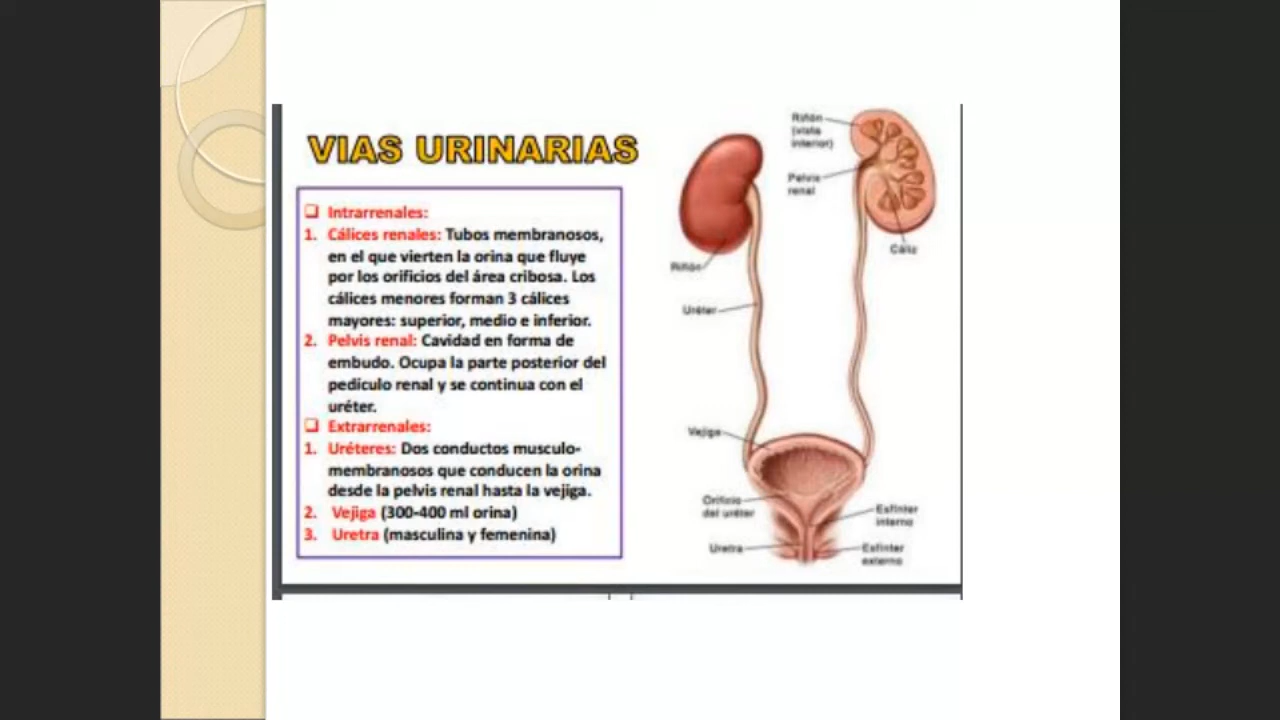 VIAS URINARIAS
❑ Intrarrenales:
1. Cálices renales: Tubos membranosos,
en el que vierten la orina que fluye
por los orificios del área cribosa. Los
cálices menores forman 3 cálices
mayores: superior, medio e inferior.
2. Pelvis renal: Cavidad en forma de
embudo. Ocupa la parte posterior del
pediculo renal y se continua con el
uréter.
❑ Extrarrenales:
1. Uréteres: Dos conductos musculo-
membranosos que conducen la orina
desde la pelvis renal hasta la vejiga.
2. Vejiga (300-400 ml orina)
3. Uretra (masculina y femenina)
Riñón
(vista
interior)
Pelvis
renal
Cáliz
Riñón
Uréter
Vejiga
Orificio
del uréter
Esfínter
interno
Uretra
Esfínter
externo